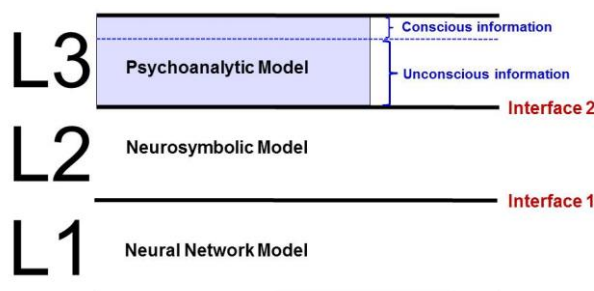 Conscious information
L3
Psychoanalytic Model
Unconscious information
Interface 2
L2
Neurosymbolic Model
Interface 1
L1
Neural Network Model